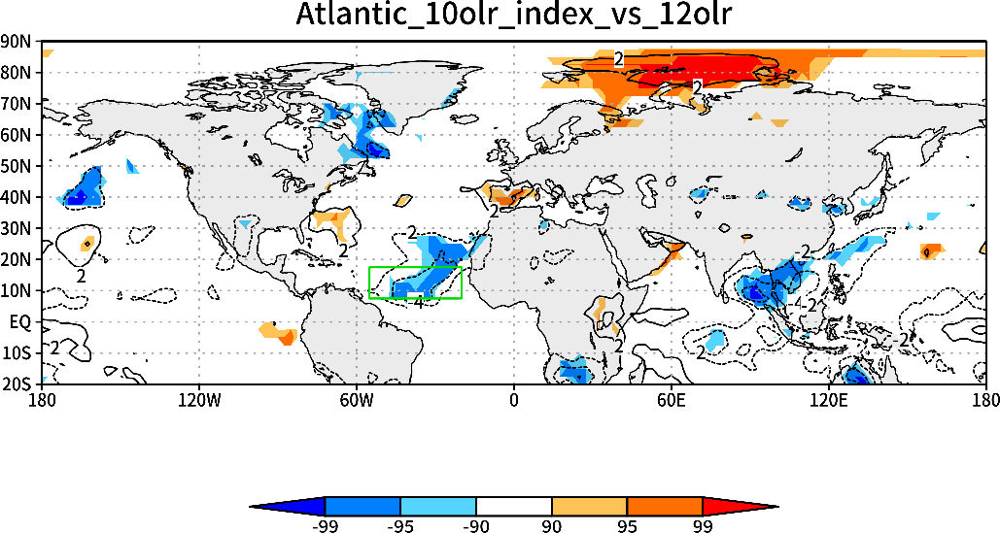 Atlantic_10olr_index_vs_12olr
90N
80N
70N
60N
50N
40N
30N
20N
10N
EQ
10S
20S
2
2
2
2
2
2
-2
-4
-4
-2
2
2
2
-2
180 120W 60W 0 60E 120E 180
-99 -95 -90 90 95 99